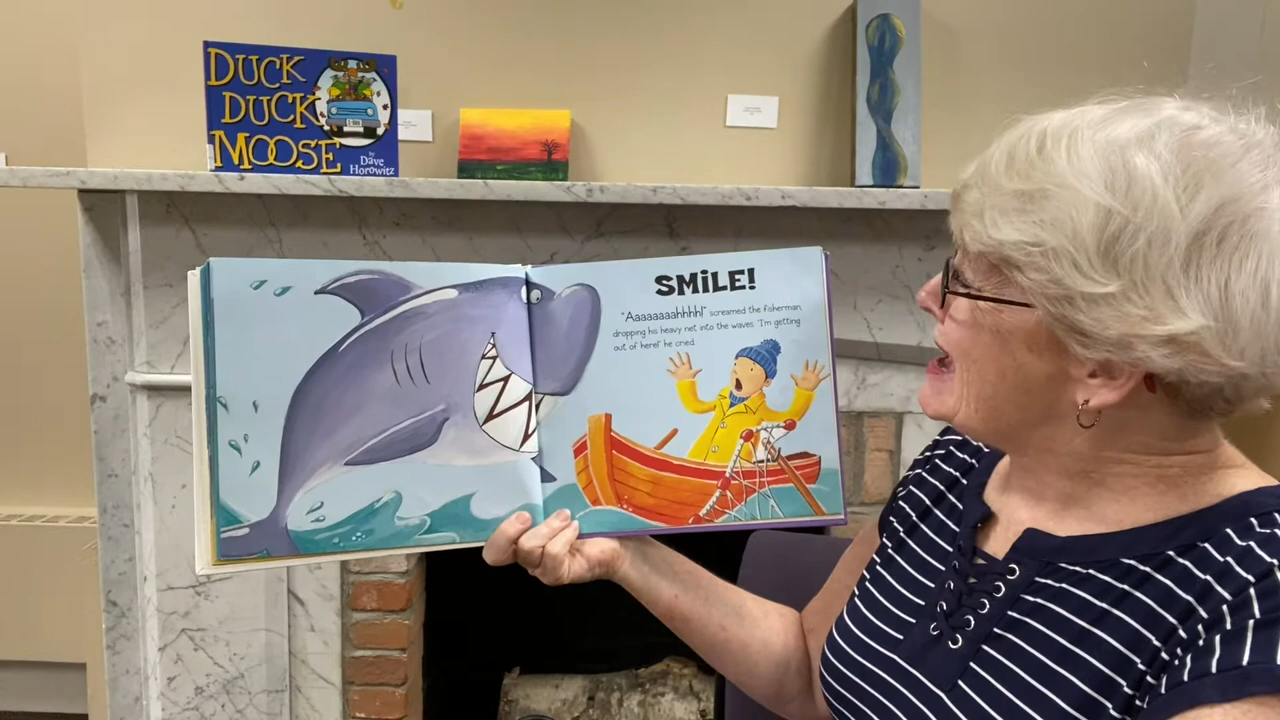 DUCK
DUCK
MOOSE
by
Dave
Horowitz
SMiLE!
"Aaaaaaaahhhh!" screamed the fisherman,
dropping his heavy net into the waves. "I'm getting
out of here!" he cried.